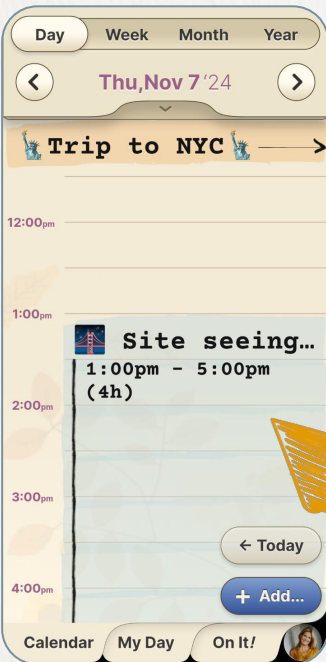 Day Week Month Year
Thu,Nov 7 ‘24
Trip to NYC
12:00pm
1:00pm
Site seeing…
1:00pm - 5:00pm
(4h)
2:00pm
3:00pm
← Today
4:00pm
+ Add...
Calendar My Day On It!